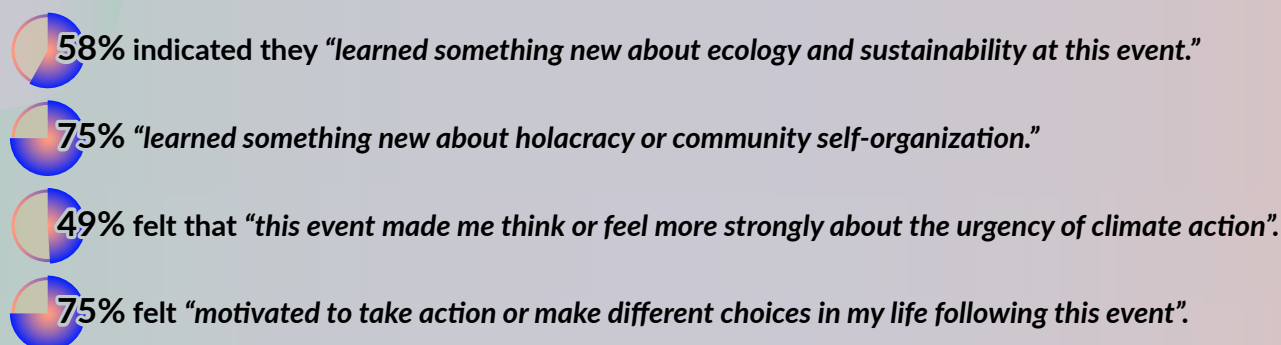 58% indicated they “learned something new about ecology and sustainability at this event.”
75% “learned something new about holacracy or community self-organization.”
49% felt that “this event made me think or feel more strongly about the urgency of climate action”.
75% felt “motivated to take action or make different choices in my life following this event”.